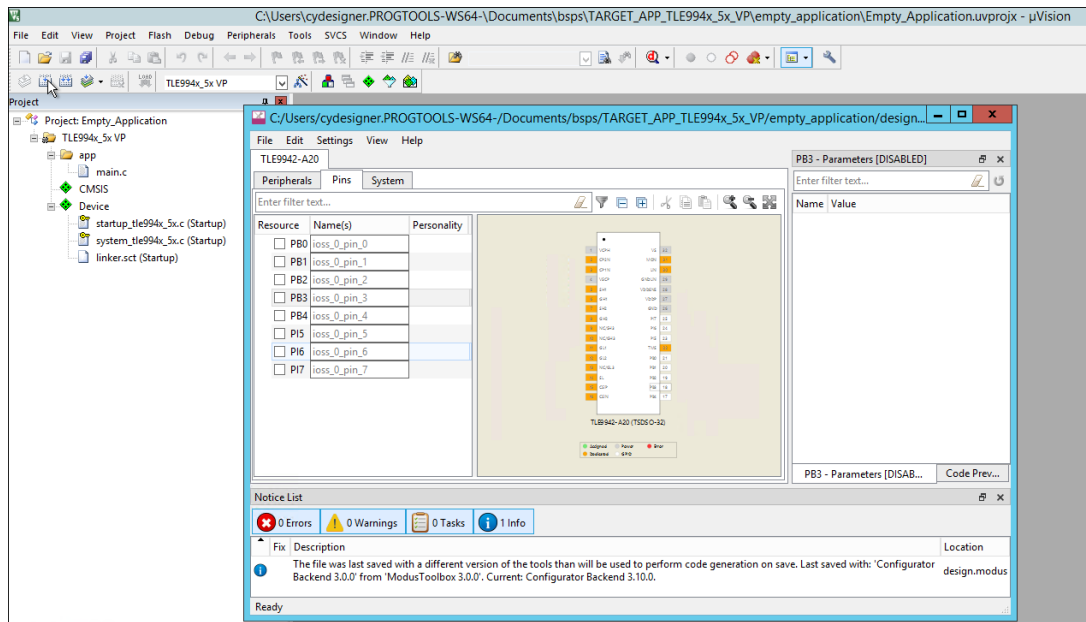 C:\Users\cydesigner.PROGTOOLS-WS64-\Documents\bsps\TARGET_APP_TLE994x_5x_VP\empty_application\Empty_Application.uvprojx - µVision
File Edit View Project Flash Debug Peripherals Tools SVCS Window Help
LOAD
TLE994x_5x VP
Project
Project: Empty_Application
TLE994x_5x VP
app
main.c
CMSIS
Device
startup_tle994x_5x.c (Startup)
system_tle994x_5x.c (Startup)
linker.sct (Startup)
C:/Users/cydesigner.PROGTOOLS-WS64-/Documents/bsps/TARGET_APP_TLE994x_5x_VP/empty_application/design...
File Edit Settings View Help
TLE9942-A20
Peripherals Pins System
Enter filter text...
Resource Name(s) Personality
PB0 ioss_0_pin_0
PB1 ioss_0_pin_1
PB2 ioss_0_pin_2
PB3 ioss_0_pin_3
PB4 ioss_0_pin_4
PI5 ioss_0_pin_5
PI6 ioss_0_pin_6
PI7 ioss_0_pin_7
TLE9942-A20 (TSDSO-32)
Assigned Power Error
Dedicated GPIO
PB3 - Parameters [DISABLED]
Enter filter text...
Name Value
PB3 - Parameters [DISAB... Code Prev...
Notice List
0 Errors 0 Warnings 0 Tasks 1 Info
Fix Description Location
The file was last saved with a different version of the tools than will be used to perform code generation on save. Last saved with: 'Configurator
Backend 3.0.0' from 'ModusToolbox 3.0.0'. Current: Configurator Backend 3.10.0.
design.modus
Ready